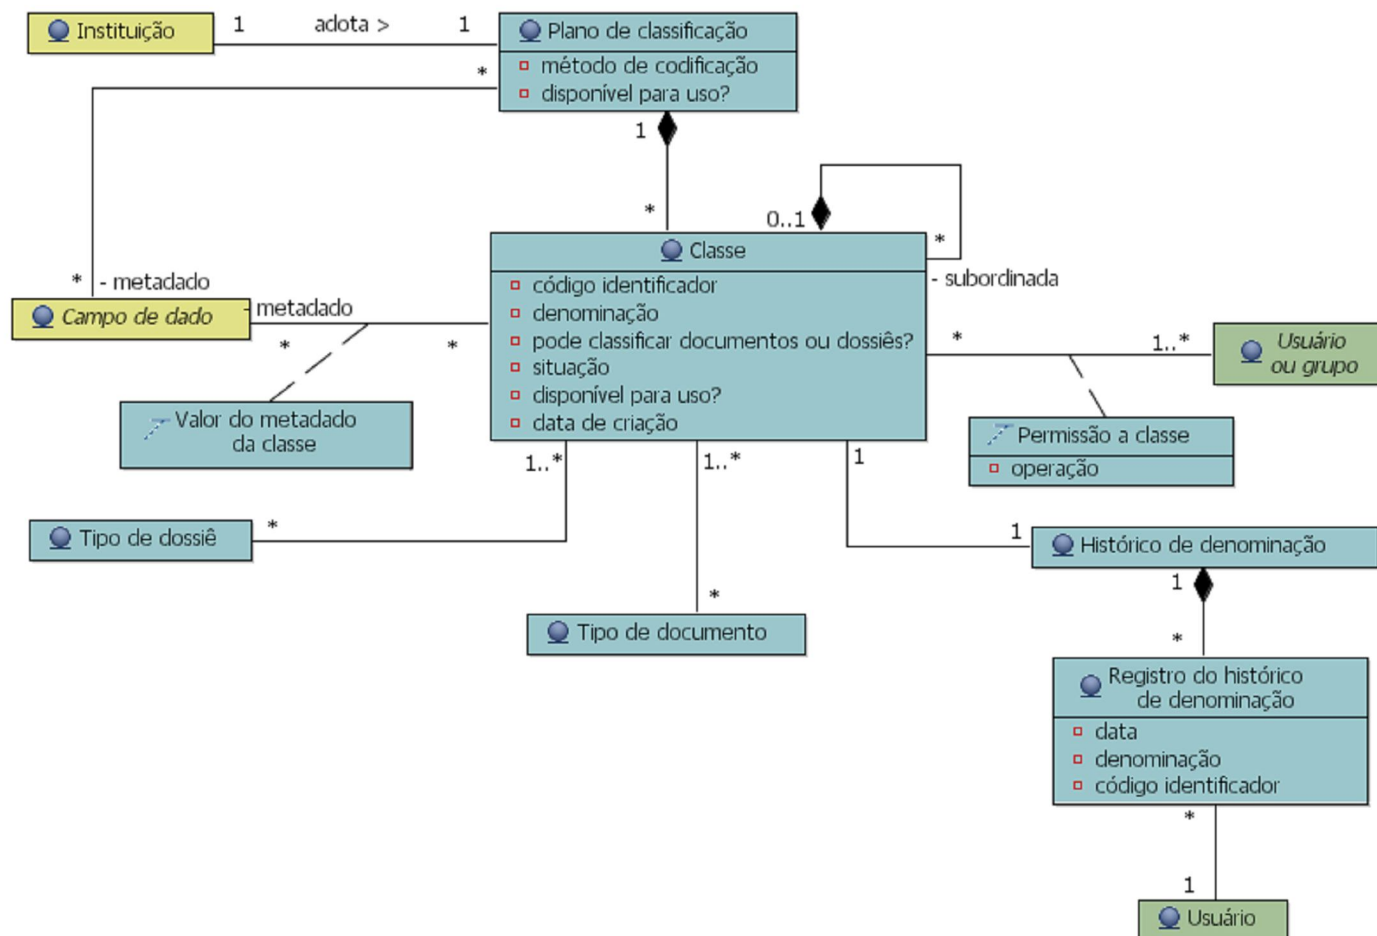 Instituição
1
adota >
1
Plano de classificação
método de codificação
disponível para uso?
*
1
*
0..1
*
- subordinada
*
- metadado
Campo de dado
- metadado
*
*
Classe
código identificador
denominação
pode classificar documentos ou dossiês?
situação
disponível para uso?
data de criação
*
1..*
Usuário
ou grupo
Valor do metadado
da classe
Permissão a classe
operação
1..*
1..*
1
Tipo de dossiê
*
1
Histórico de denominação
*
Tipo de documento
1
*
Registro do histórico
de denominação
data
denominação
código identificador
*
1
Usuário